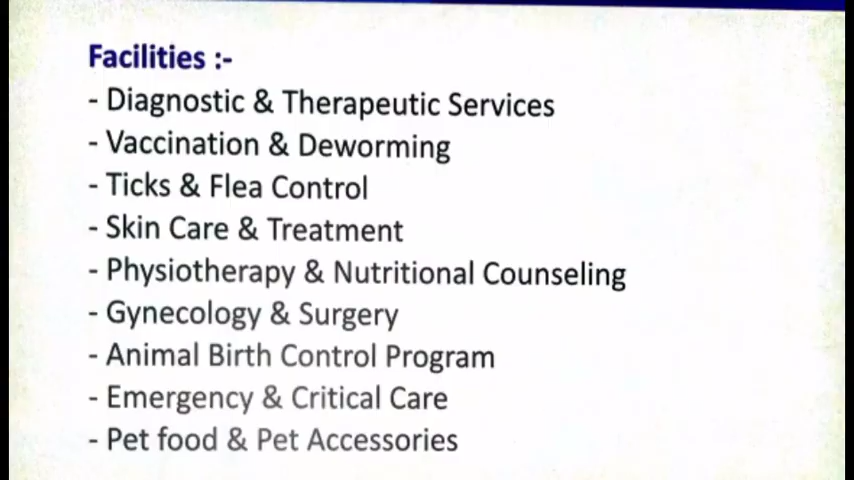 Facilities :-
- Diagnostic & Therapeutic Services
- Vaccination & Deworming
- Ticks & Flea Control
- Skin Care & Treatment
- Physiotherapy & Nutritional Counseling
- Gynecology & Surgery
- Animal Birth Control Program
- Emergency & Critical Care
- Pet food & Pet Accessories